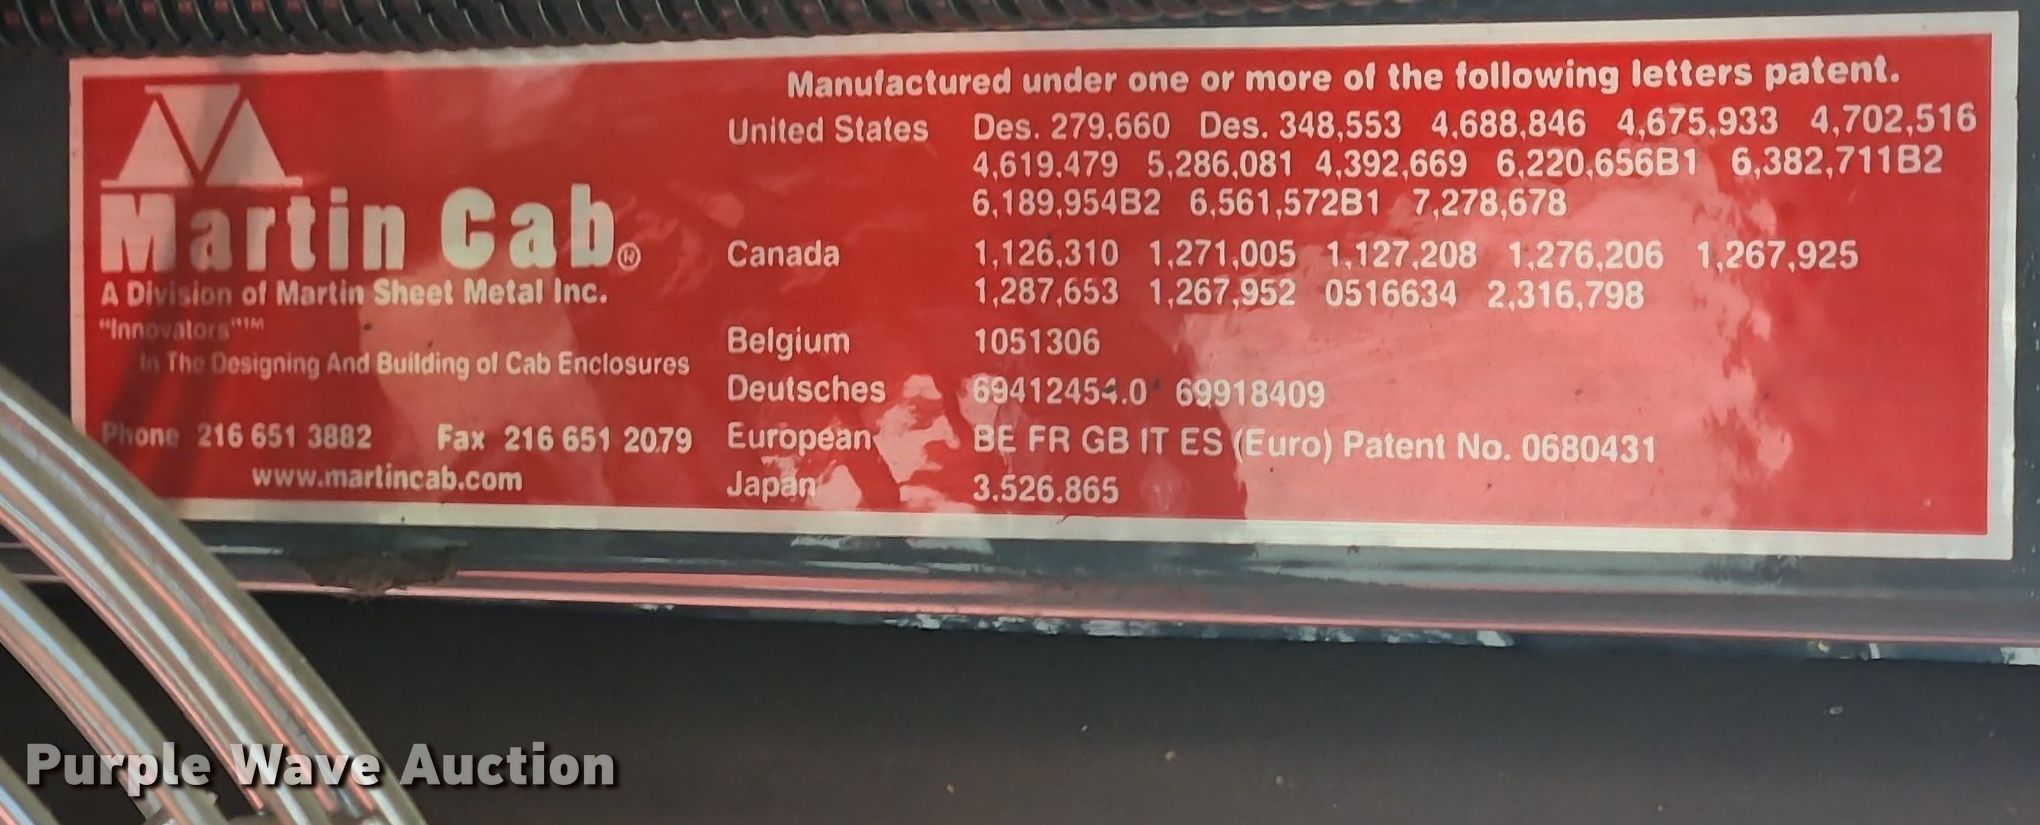 Martin Cab®
A Division of Martin Sheet Metal Inc.
"Innovators"™
In The Designing And Building of Cab Enclosures
Phone 216 651 3882 Fax 216 651 2079
www.martincab.com
Manufactured under one or more of the following letters patent.
United States Des. 279,660 Des. 348,553 4,688,846 4,675,933 4,702,516
4,619,479 5,286,081 4,392,669 6,220,656B1 6,382,711B2
6,189,954B2 6,561,572B1 7,278,678
Canada 1,126,310 1,271,005 1,127,208 1,276,206 1,267,925
1,287,653 1,267,952 0516634 2,316,798
Belgium 1051306
Deutsches 69412454.0 69918409
European BE FR GB IT ES (Euro) Patent No. 0680431
Japan 3.526.865
Purple Wave Auction